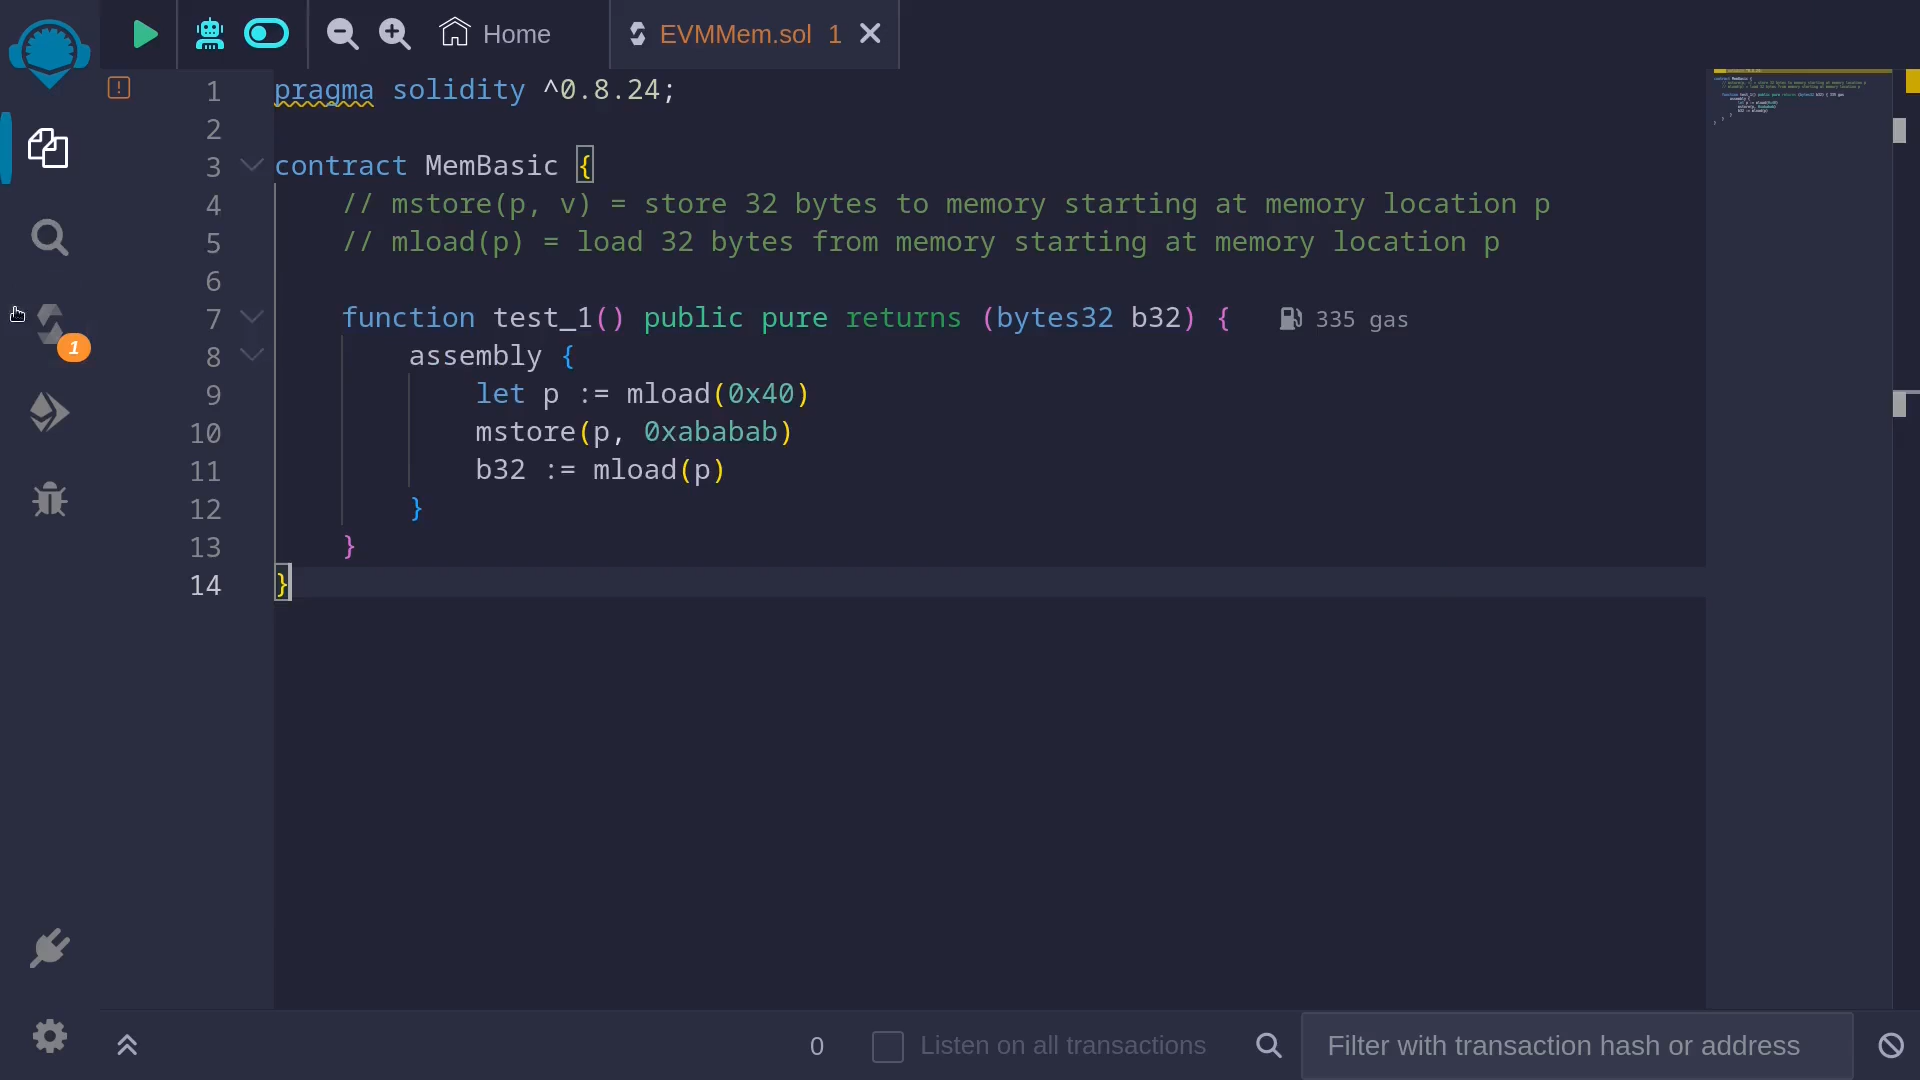 Home
EVMMem.sol 1
1 pragma solidity ^0.8.24;
2
3 contract MemBasic {
4 // mstore(p, v) = store 32 bytes to memory starting at memory location p
5 // mload(p) = load 32 bytes from memory starting at memory location p
6
7 function test_1() public pure returns (bytes32 b32) { 335 gas
8 assembly {
9 let p := mload(0x40)
10 mstore(p, 0xababab)
11 b32 := mload(p)
12 }
13 }
14 }
1
0
Listen on all transactions
Filter with transaction hash or address